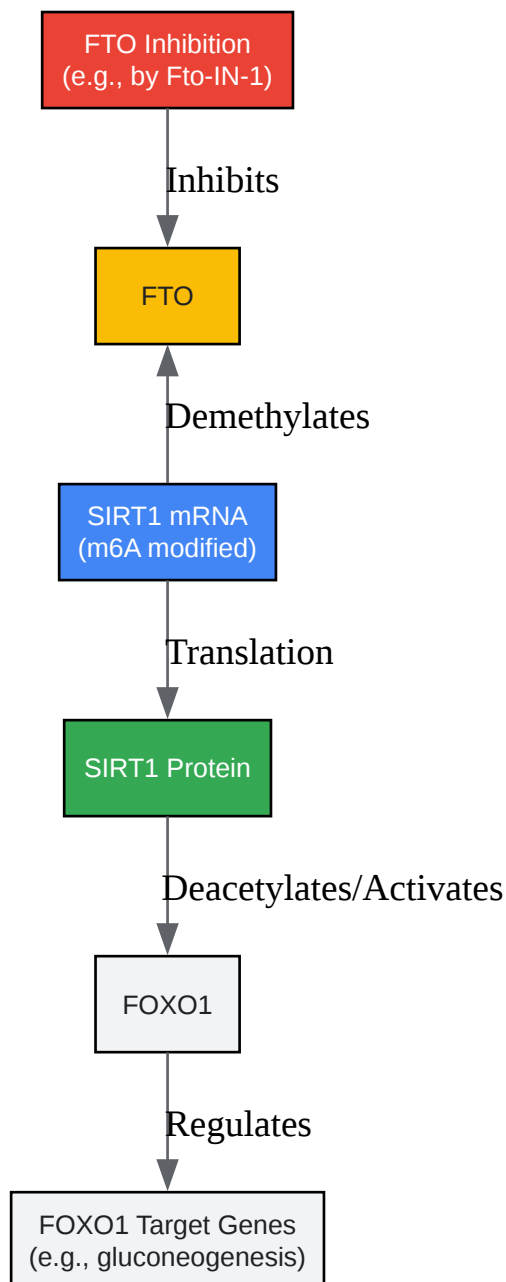 FTO Inhibition
(e.g., by Fto-IN-1)
Inhibits
FTO
Demethylates
SIRT1 mRNA
(m6A modified)
Translation
SIRT1 Protein
Deacetylates/Activates
FOXO1
Regulates
FOXO1 Target Genes
(e.g., gluconeogenesis)